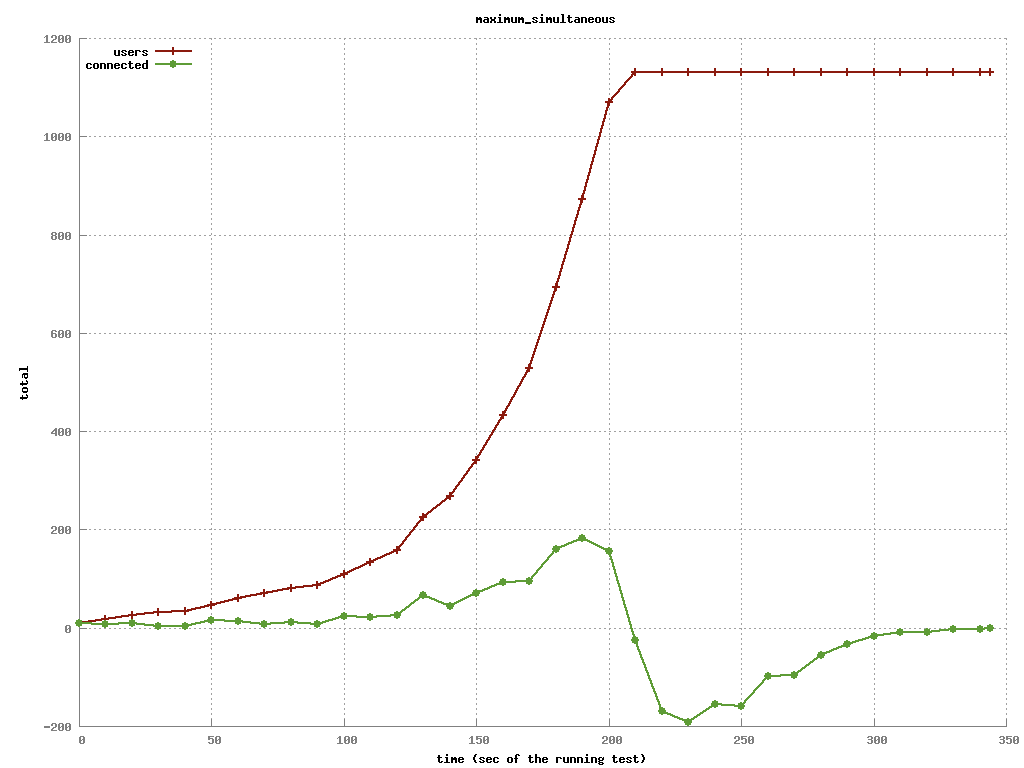 maximum_simultaneous
users
connected
1200
1000
800
600
400
200
0
-200
total
0 50 100 150 200 250 300 350
time (sec of the running test)